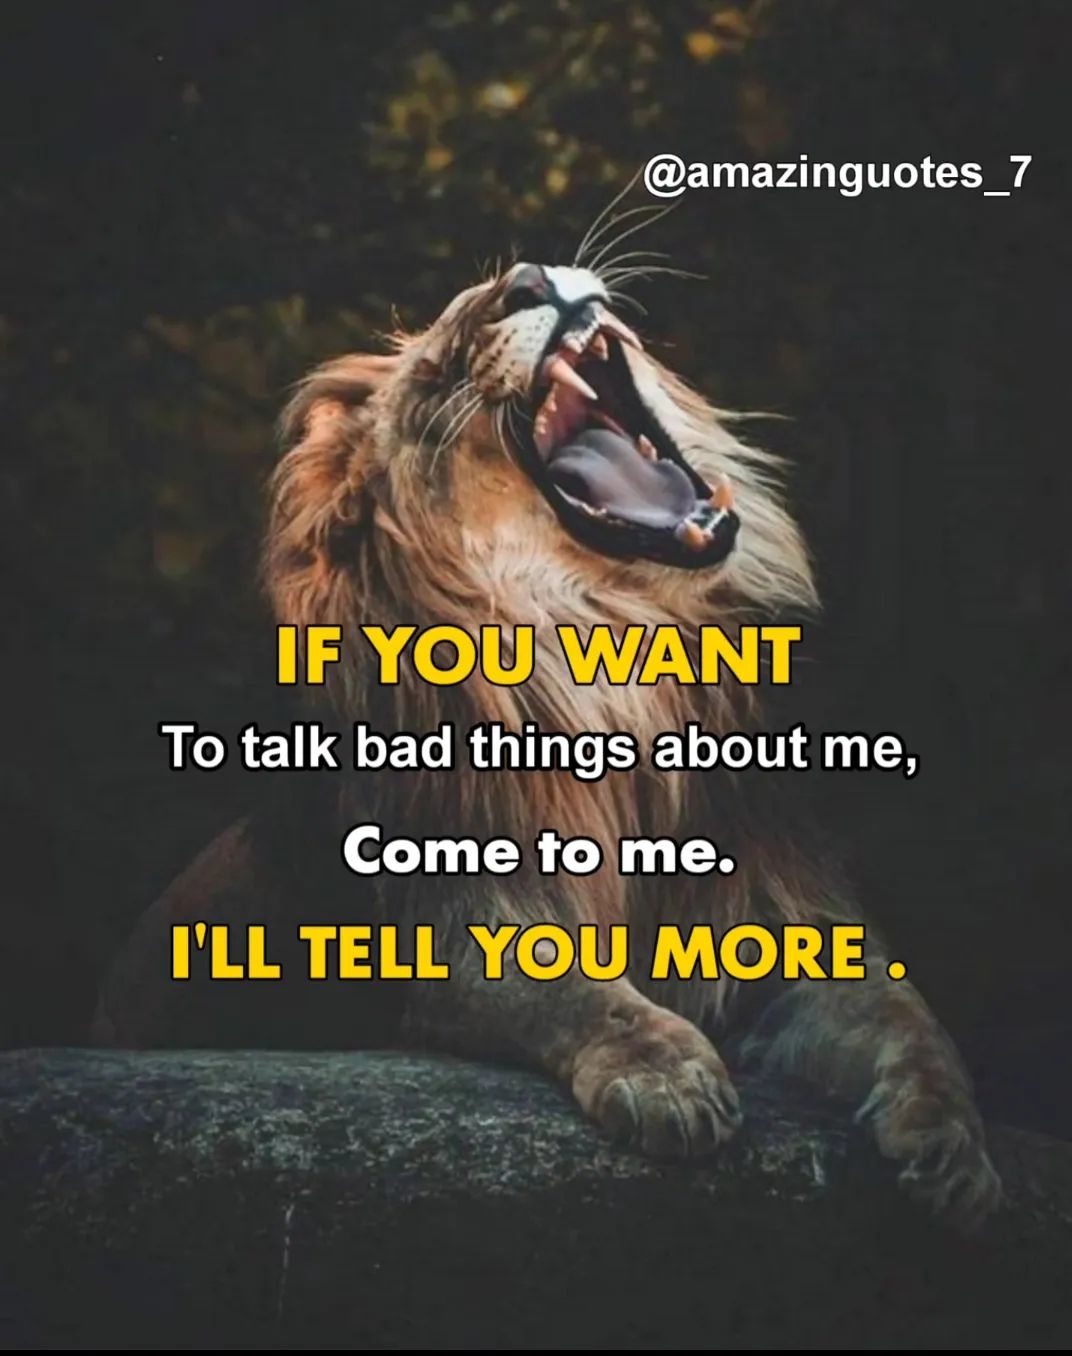 @amazinguotes_7
IF YOU WANT
To talk bad things about me,
Come to me.
I'LL TELL YOU MORE .